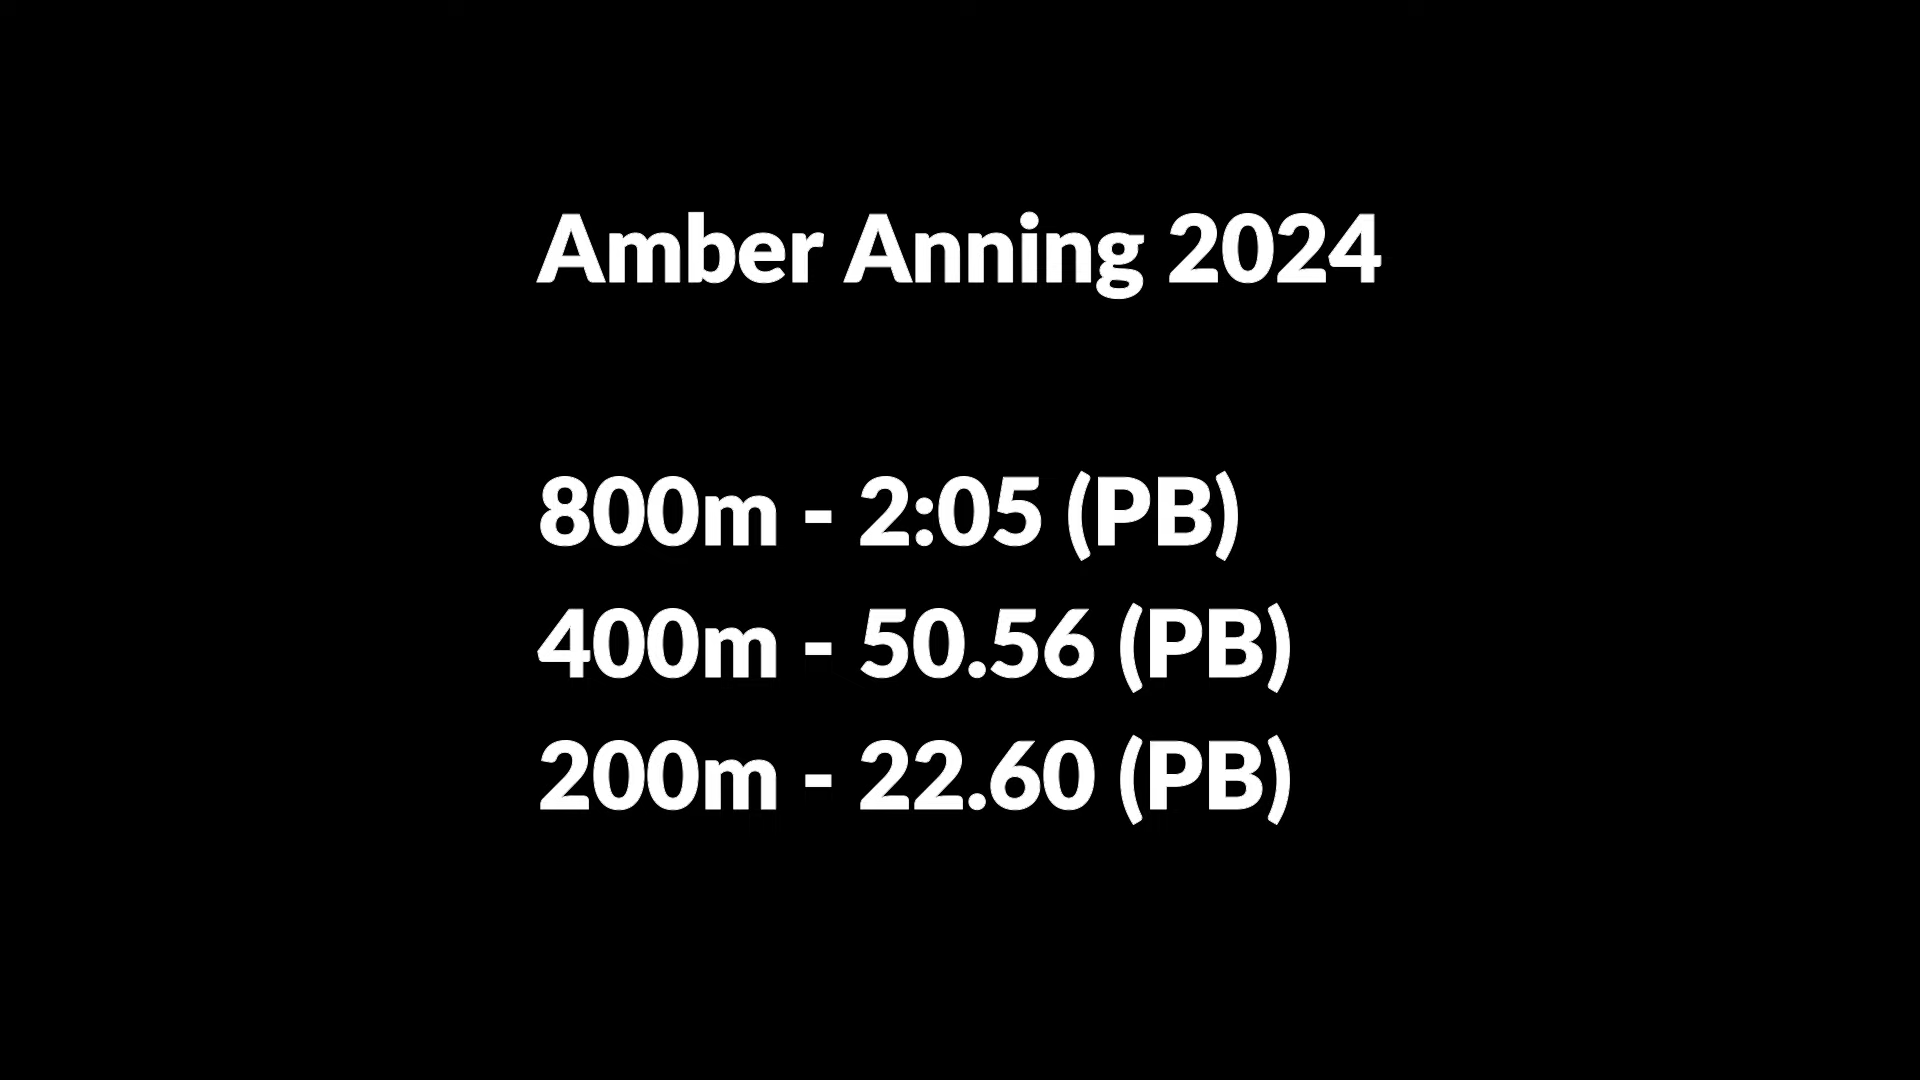 Amber Anning 2024
800m - 2:05 (PB)
400m - 50.56 (PB)
200m - 22.60 (PB)